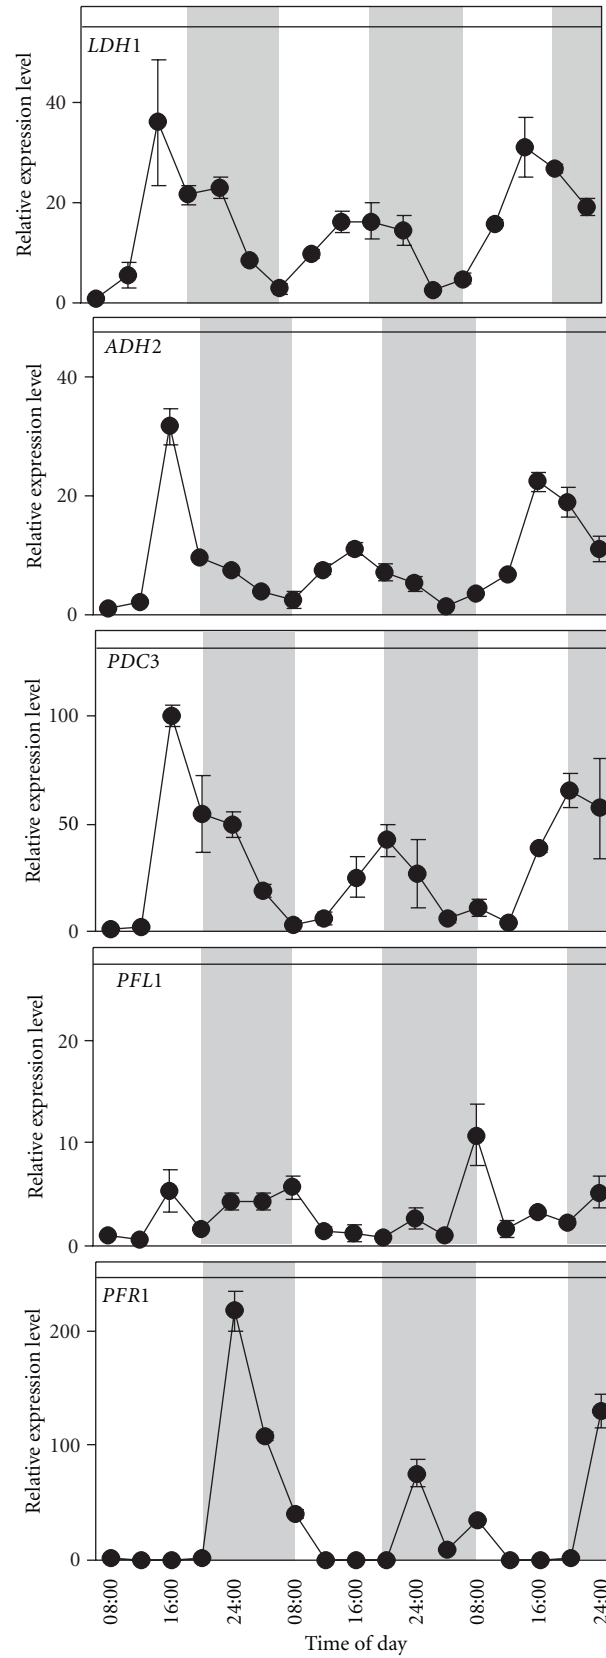 LDH1
Relative expression level
40
20
0
ADH2
Relative expression level
40
20
0
PDC3
Relative expression level
100
50
0
PFL1
Relative expression level
20
10
0
PFR1
Relative expression level
200
100
0
08:00 16:00 24:00 08:00 16:00 24:00 08:00 16:00 24:00
Time of day